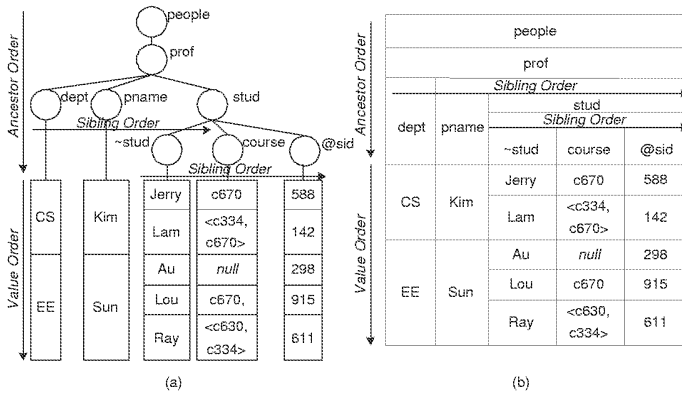 people
prof
dept
pname
stud
Sibling Order
~stud
course
@sid
Sibling Order
Ancestor Order
Value Order
CS
Kim
Jerry
c670
588
Lam
<c334,
c670>
142
EE
Sun
Au
null
298
Lou
c670,
915
Ray
<c630,
c334>
611
(a)
people
prof
Sibling Order
dept
pname
stud
Sibling Order
~stud
course
@sid
Ancestor Order
Value Order
CS
Kim
Jerry
c670
588
Lam
<c334,
c670>
142
EE
Sun
Au
null
298
Lou
c670
915
Ray
<c630,
c334>
611
(b)